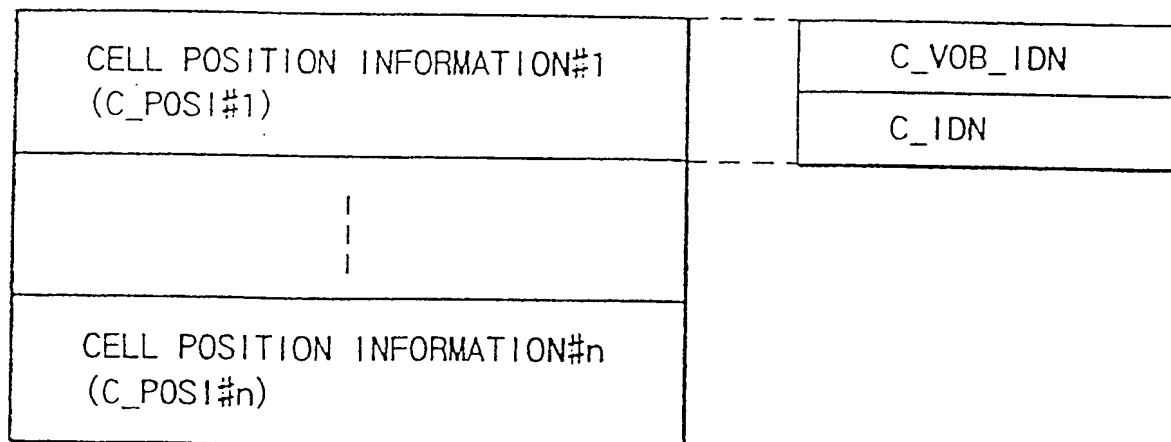 CELL POSITION INFORMATION#1
(C_POSI#1)
C_VOB_IDN
C_IDN
CELL POSITION INFORMATION#n
(C_POSI#n)